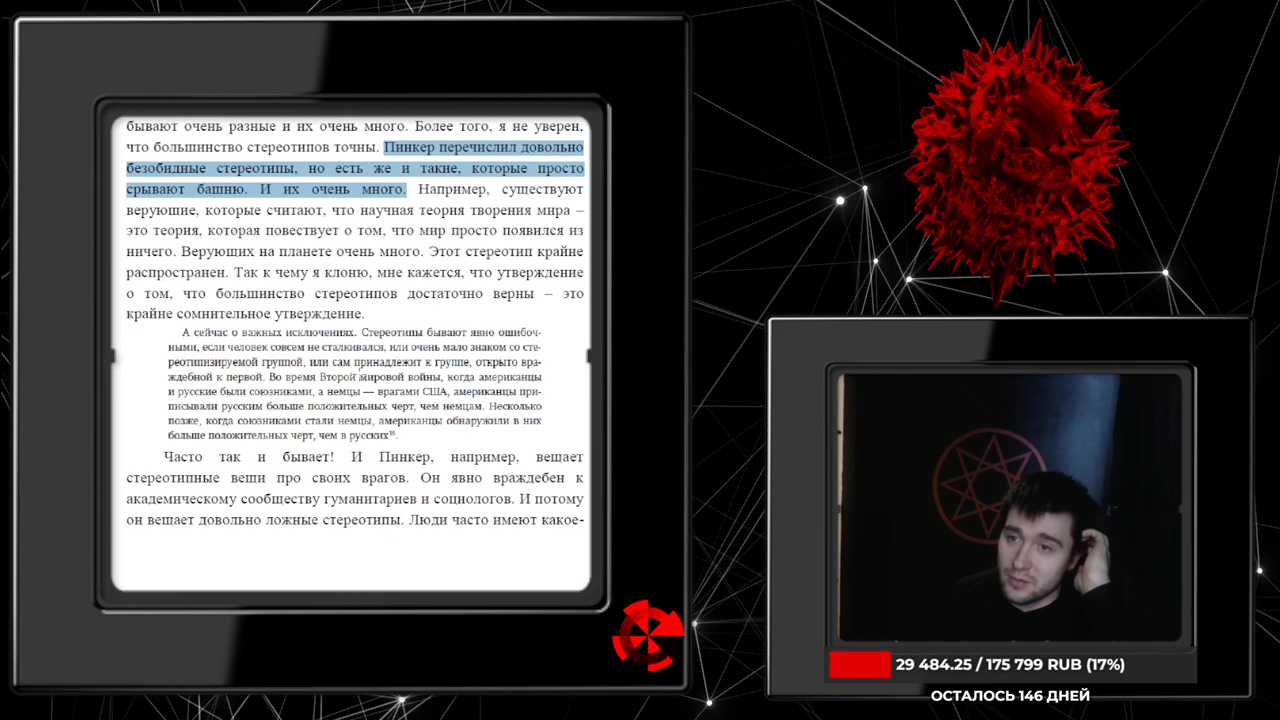 бывают очень разные и их очень много. Более того, я не уверен,
что большинство стереотипов точны. Пинкер перечислил довольно
безобидные стереотипы, но есть же и такие, которые просто
срывают башню. И их очень много. Например, существуют
верующие, которые считают, что научная теория творения мира –
это теория, которая повествует о том, что мир просто появился из
ничего. Верующих на планете очень много. Этот стереотип крайне
распространен. Так к чему я клоню, мне кажется, что утверждение
о том, что большинство стереотипов достаточно верны – это
крайне сомнительное утверждение.
А сейчас о важных исключениях. Стереотипы бывают явно ошибоч-
ными, если человек совсем не сталкивался, или очень мало знаком со сте-
реотипизируемой группой, или сам принадлежит к группе, открыто вра-
ждебной к первой. Во время Второй мировой войны, когда американцы
и русские были союзниками, а немцы — врагами США, американцы при-
писывали русским больше положительных черт, чем немцам. Несколько
позже, когда союзниками стали немцы, американцы обнаружили в них
больше положительных черт, чем в русских¹⁶.
Часто так и бывает! И Пинкер, например, вещает
стереотипные вещи про своих врагов. Он явно враждебен к
академическому сообществу гуманитариев и социологов. И потому
он вещает довольно ложные стереотипы. Люди часто имеют какое-
29 484.25 / 175 799 RUB (17%)
ОСТАЛОСЬ 146 ДНЕЙ